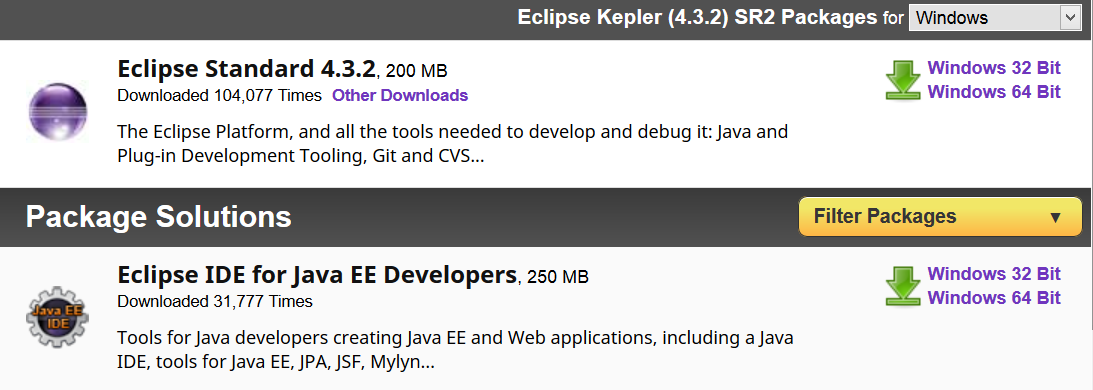 Eclipse Kepler (4.3.2) SR2 Packages for Windows
Eclipse Standard 4.3.2, 200 MB
Downloaded 104,077 Times Other Downloads
The Eclipse Platform, and all the tools needed to develop and debug it: Java and
Plug-in Development Tooling, Git and CVS...
Windows 32 Bit
Windows 64 Bit
Package Solutions
Filter Packages
Java EE
IDE
Eclipse IDE for Java EE Developers, 250 MB
Downloaded 31,777 Times
Tools for Java developers creating Java EE and Web applications, including a Java
IDE, tools for Java EE, JPA, JSF, Mylyn...
Windows 32 Bit
Windows 64 Bit